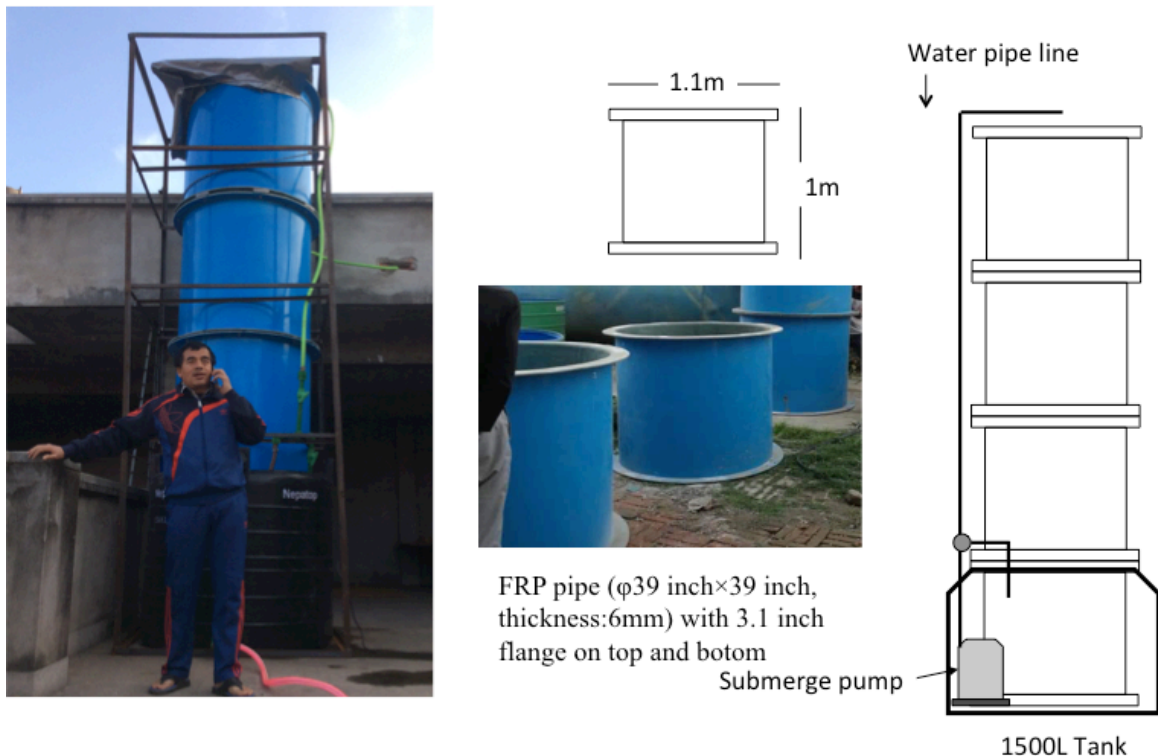 Water pipe line
1.1m
1m
Nepatop
FRP pipe (φ39 inch×39 inch,
thickness:6mm) with 3.1 inch
flange on top and botom
Submerge pump
1500L Tank